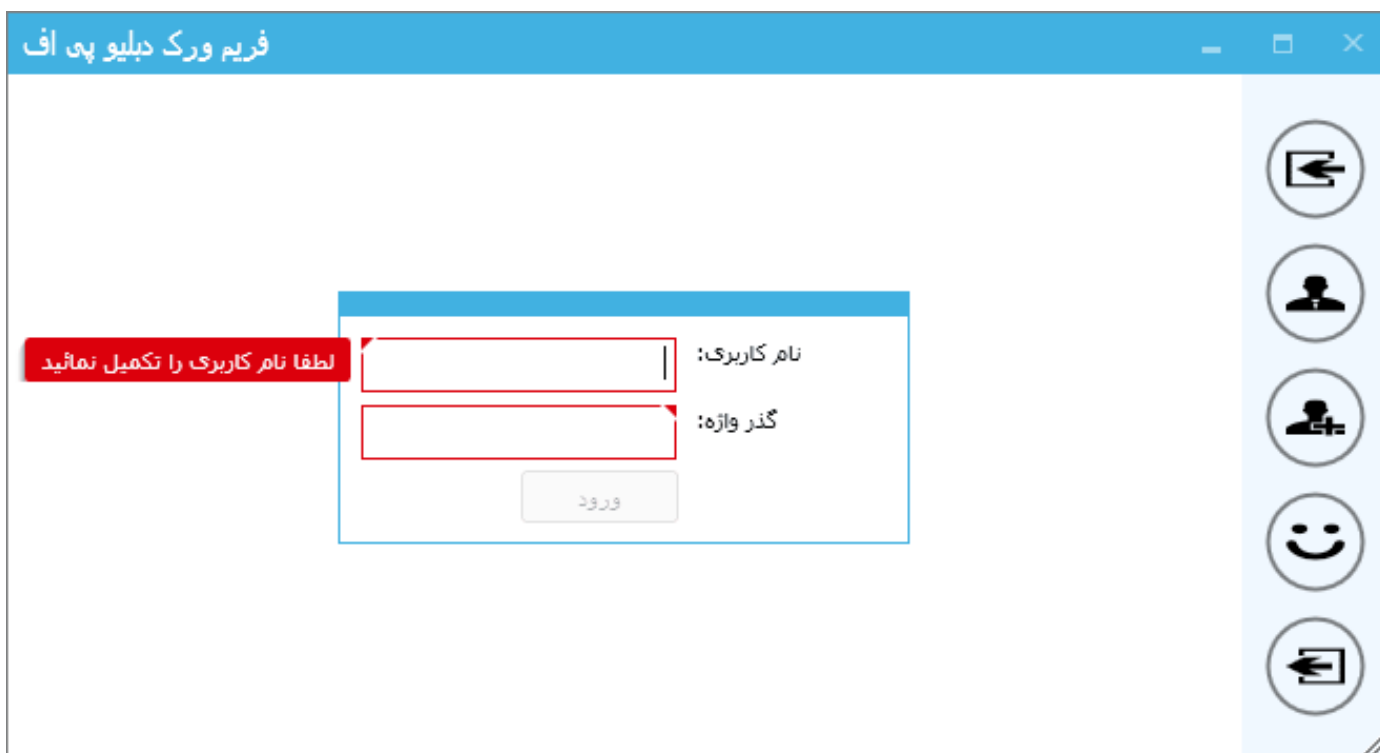 فریم ورک دبلیو پی اف
نام کاربری:
لطفا نام کاربری را تکمیل نمائید
گذر واژه:
ورود